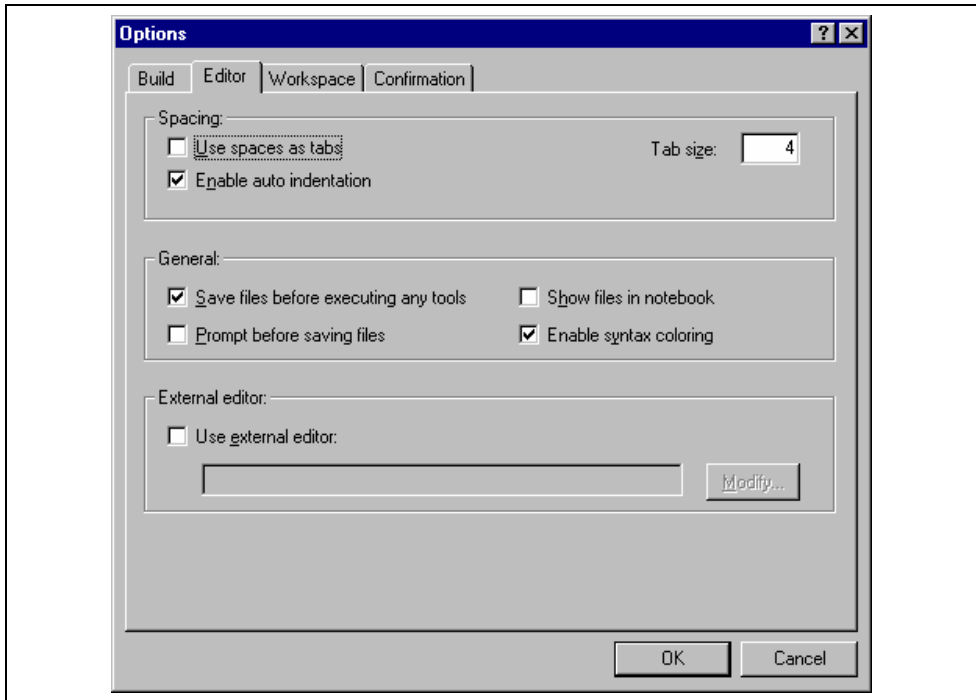 Options
Build Editor Workspace Confirmation
Spacing:
Use spaces as tabs Tab size: 4
Enable auto indentation
General:
Save files before executing any tools Show files in notebook
Prompt before saving files Enable syntax coloring
External editor:
Use external editor:
Modify...
OK Cancel